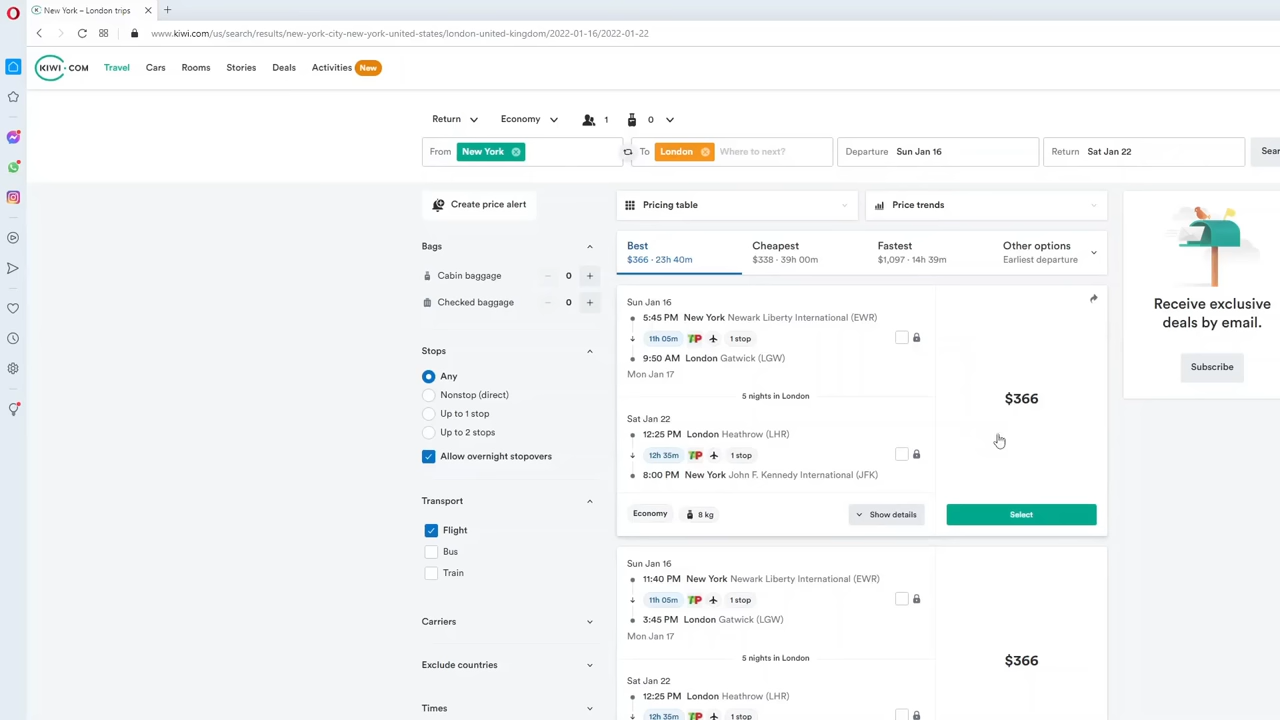 New York – London trips
www.kiwi.com/us/search/results/new-york-city-new-york-united-states/london-united-kingdom/2022-01-16/2022-01-22
KIWI·COM Travel Cars Rooms Stories Deals Activities New
Return Economy 1 0
From New York To London Where to next? Departure Sun Jan 16 Return Sat Jan 22
Create price alert
Bags
Cabin baggage 0 +
Checked baggage 0 +
Stops
Any
Nonstop (direct)
Up to 1 stop
Up to 2 stops
Allow overnight stopovers
Transport
Flight
Bus
Train
Carriers
Exclude countries
Times
Pricing table Price trends
Best Cheapest Fastest Other options
$366 · 23h 40m $338 · 39h 00m $1,097 · 14h 39m Earliest departure
Sun Jan 16
5:45 PM New York Newark Liberty International (EWR)
11h 05m TP 1 stop
9:50 AM London Gatwick (LGW)
Mon Jan 17
5 nights in London
$366
Sat Jan 22
12:25 PM London Heathrow (LHR)
12h 35m TP 1 stop
8:00 PM New York John F. Kennedy International (JFK)
Economy 8 kg Show details Select
Sun Jan 16
11:40 PM New York Newark Liberty International (EWR)
11h 05m TP 1 stop
3:45 PM London Gatwick (LGW)
Mon Jan 17
5 nights in London
$366
Sat Jan 22
12:25 PM London Heathrow (LHR)
12h 35m TP 1 stop
Receive exclusive
deals by email.
Subscribe